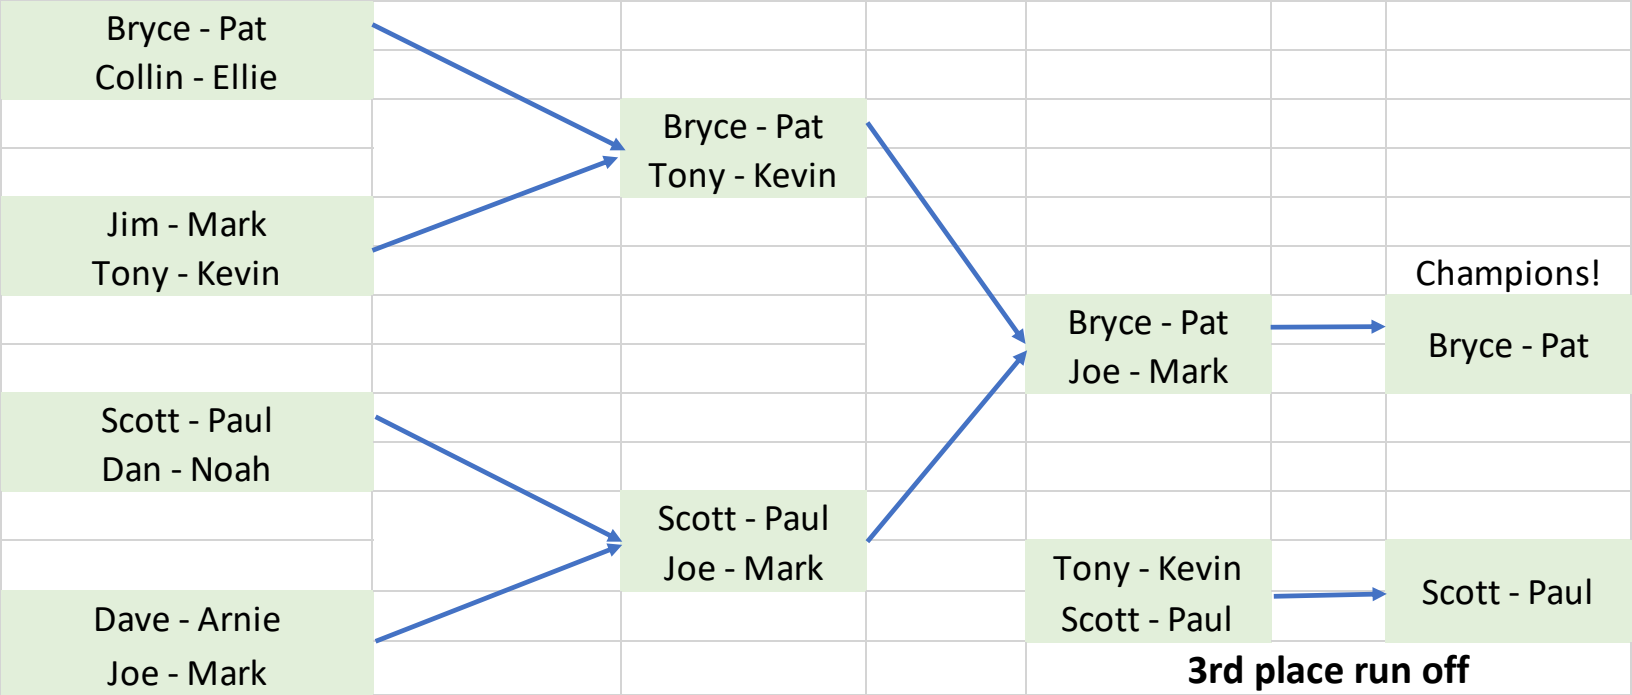 Bryce - Pat
Collin - Ellie
Jim - Mark
Tony - Kevin
Scott - Paul
Dan - Noah
Dave - Arnie
Joe - Mark
Bryce - Pat
Tony - Kevin
Scott - Paul
Joe - Mark
Bryce - Pat
Joe - Mark
Champions!
Bryce - Pat
Tony - Kevin
Scott - Paul
Scott - Paul
3rd place run off